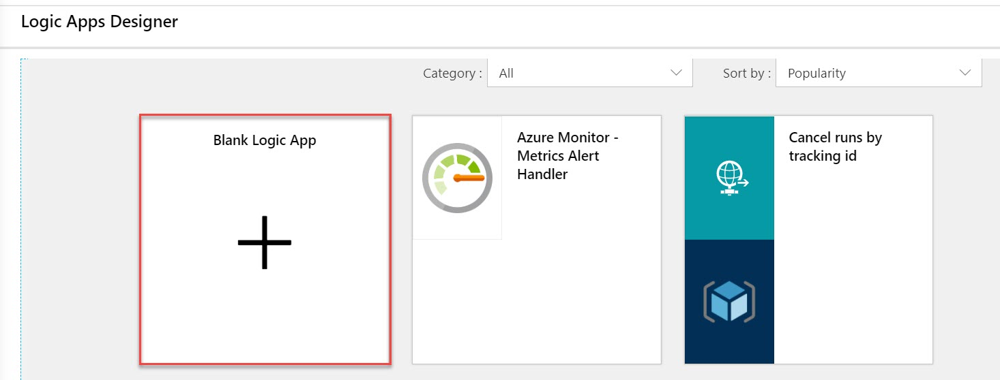 Logic Apps Designer
Category : All Sort by : Popularity
Blank Logic App
Azure Monitor -
Metrics Alert
Handler
Cancel runs by
tracking id